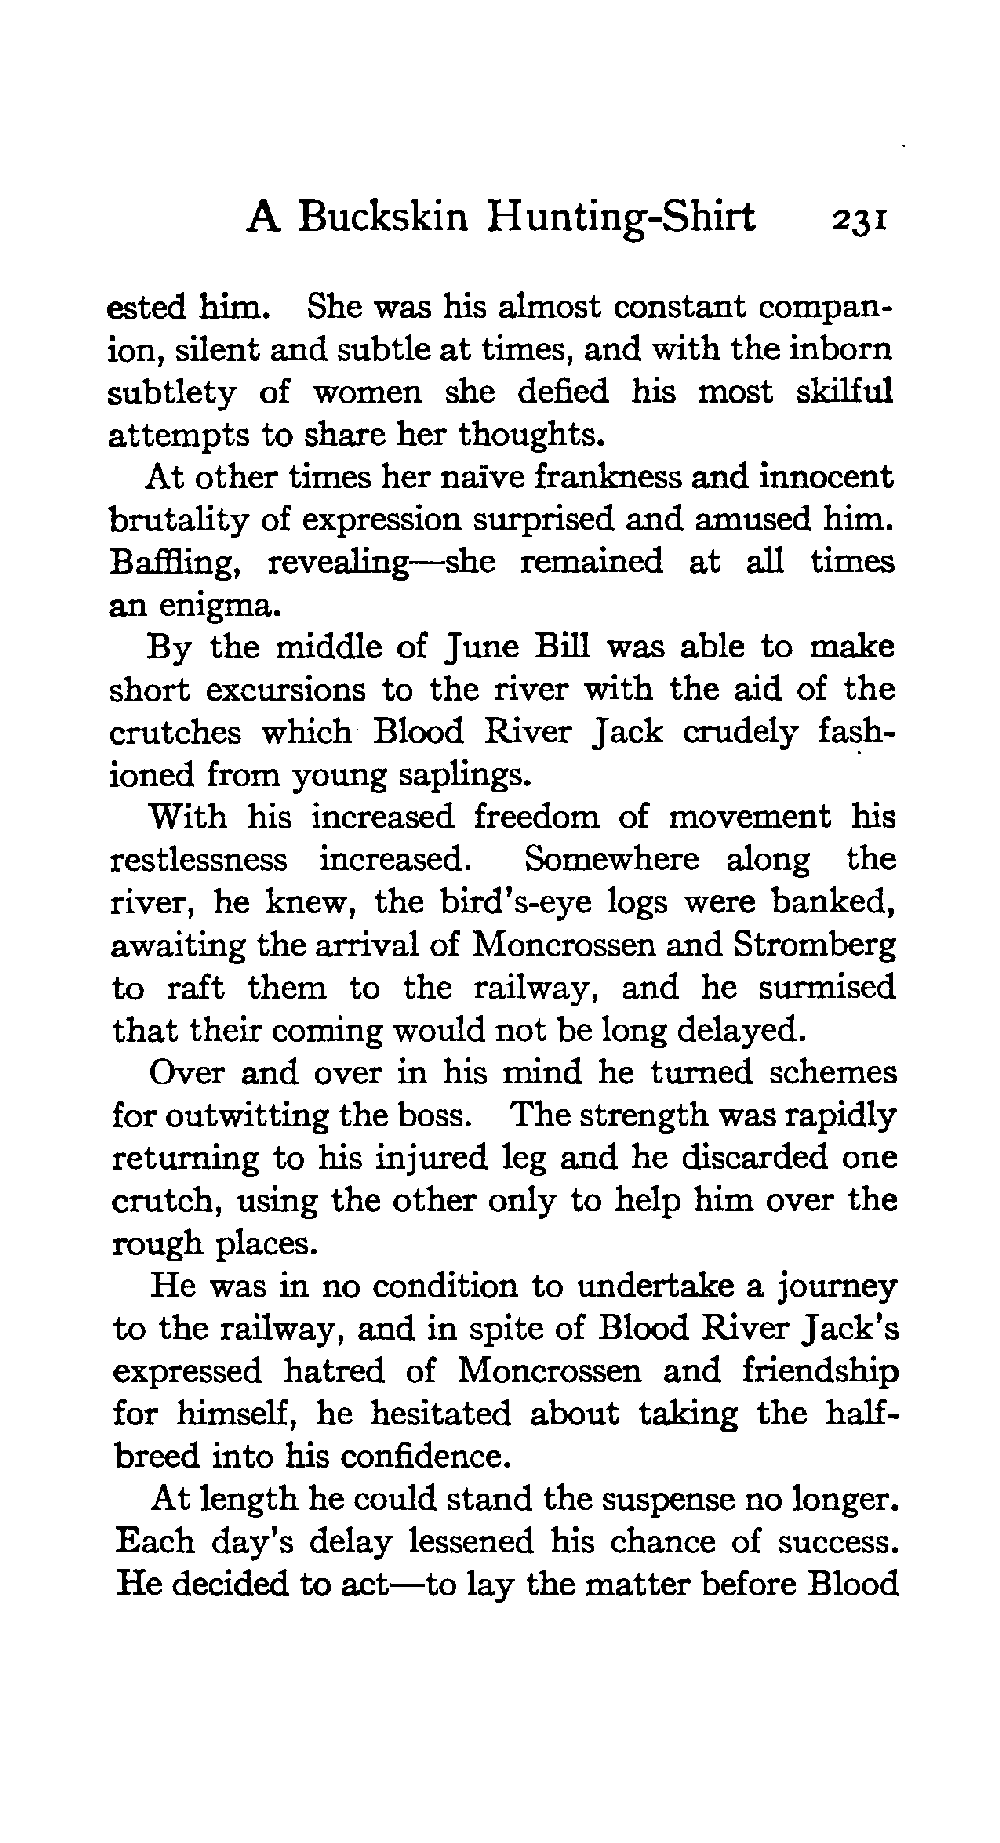 A Buckskin Hunting-Shirt 231
ested him. She was his almost constant compan-
ion, silent and subtle at times, and with the inborn
subtlety of women she defied his most skilful
attempts to share her thoughts.
At other times her naïve frankness and innocent
brutality of expression surprised and amused him.
Baffling, revealing—she remained at all times
an enigma.
By the middle of June Bill was able to make
short excursions to the river with the aid of the
crutches which Blood River Jack crudely fash-
ioned from young saplings.
With his increased freedom of movement his
restlessness increased. Somewhere along the
river, he knew, the bird's-eye logs were banked,
awaiting the arrival of Moncrossen and Stromberg
to raft them to the railway, and he surmised
that their coming would not be long delayed.
Over and over in his mind he turned schemes
for outwitting the boss. The strength was rapidly
returning to his injured leg and he discarded one
crutch, using the other only to help him over the
rough places.
He was in no condition to undertake a journey
to the railway, and in spite of Blood River Jack's
expressed hatred of Moncrossen and friendship
for himself, he hesitated about taking the half-
breed into his confidence.
At length he could stand the suspense no longer.
Each day's delay lessened his chance of success.
He decided to act—to lay the matter before Blood